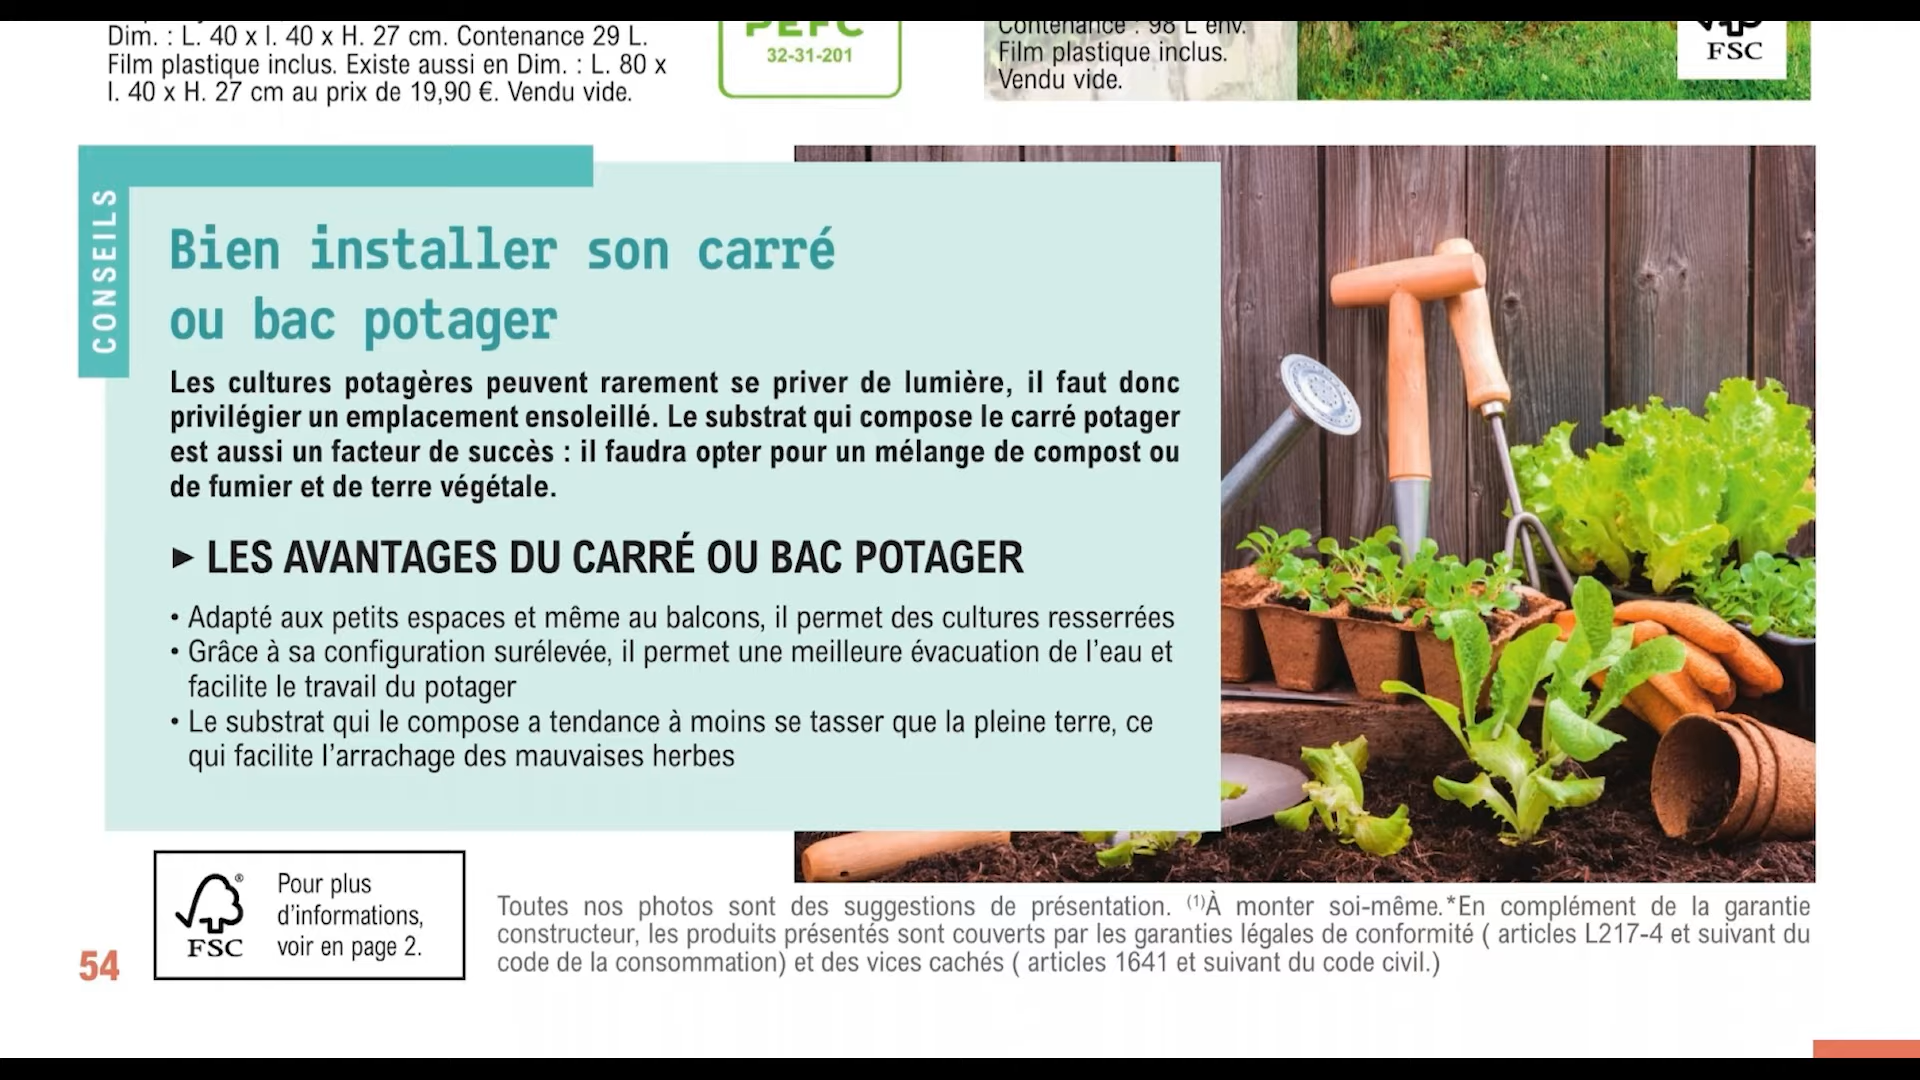 Dim. : L. 40 x l. 40 x H. 27 cm. Contenance 29 L.
Film plastique inclus. Existe aussi en Dim. : L. 80 x
l. 40 x H. 27 cm au prix de 19,90 €. Vendu vide.
PEFC
32-31-201
Contenance : 98 L env.
Film plastique inclus.
Vendu vide.
FSC
CONSEILS
Bien installer son carré
ou bac potager
Les cultures potagères peuvent rarement se priver de lumière, il faut donc
privilégier un emplacement ensoleillé. Le substrat qui compose le carré potager
est aussi un facteur de succès : il faudra opter pour un mélange de compost ou
de fumier et de terre végétale.
► LES AVANTAGES DU CARRÉ OU BAC POTAGER
• Adapté aux petits espaces et même au balcons, il permet des cultures resserrées
• Grâce à sa configuration surélevée, il permet une meilleure évacuation de l’eau et
facilite le travail du potager
• Le substrat qui le compose a tendance à moins se tasser que la pleine terre, ce
qui facilite l’arrachage des mauvaises herbes
54
FSC
®
Pour plus
d’informations,
voir en page 2.
Toutes nos photos sont des suggestions de présentation. (1)À monter soi-même.*En complément de la garantie
constructeur, les produits présentés sont couverts par les garanties légales de conformité ( articles L217-4 et suivant du
code de la consommation) et des vices cachés ( articles 1641 et suivant du code civil.)